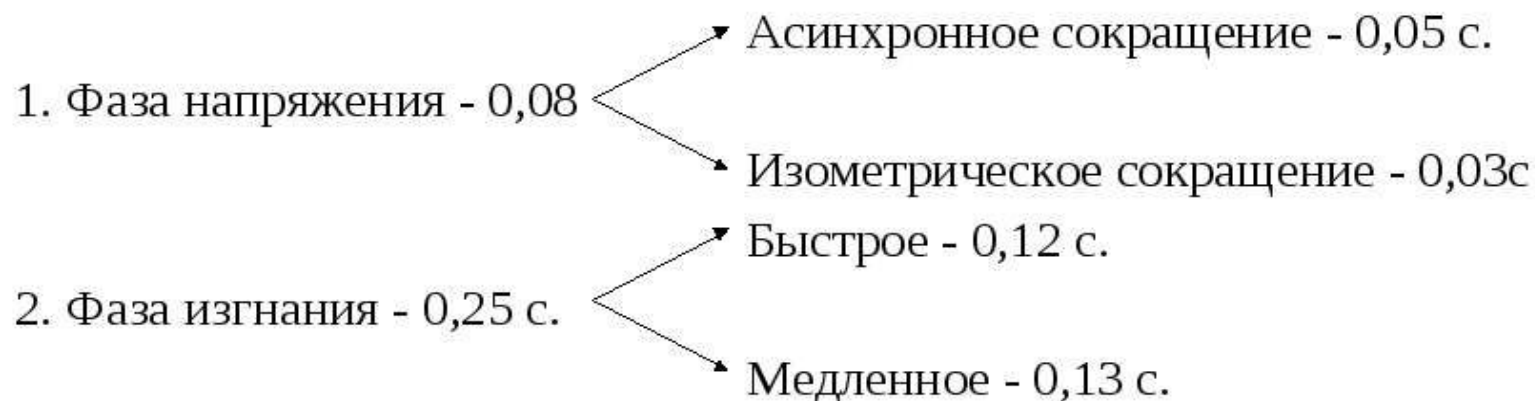 Асинхронное сокращение - 0,05 с.
1. Фаза напряжения - 0,08
Изометрическое сокращение - 0,03с
Быстрое - 0,12 с.
2. Фаза изгнания - 0,25 с.
Медленное - 0,13 с.